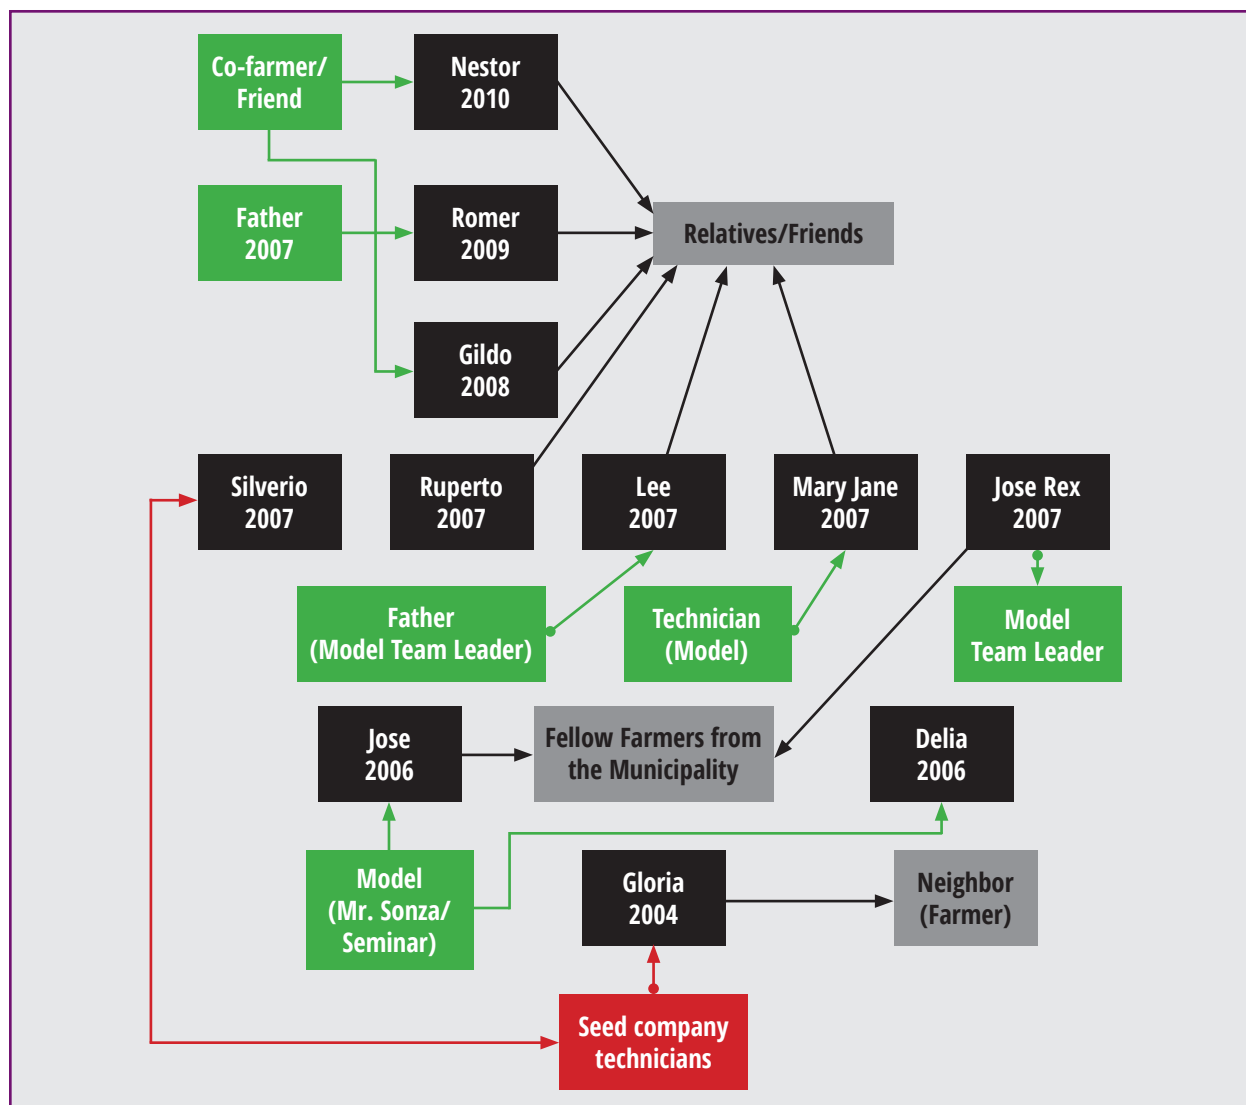 Co-farmer/
Friend
Nestor
2010
Father
2007
Romer
2009
Relatives/Friends
Gildo
2008
Silverio
2007
Ruperto
2007
Lee
2007
Mary Jane
2007
Jose Rex
2007
Father
(Model Team Leader)
Technician
(Model)
Model
Team Leader
Jose
2006
Fellow Farmers from
the Municipality
Delia
2006
Model
(Mr. Sonza/
Seminar)
Gloria
2004
Neighbor
(Farmer)
Seed company
technicians